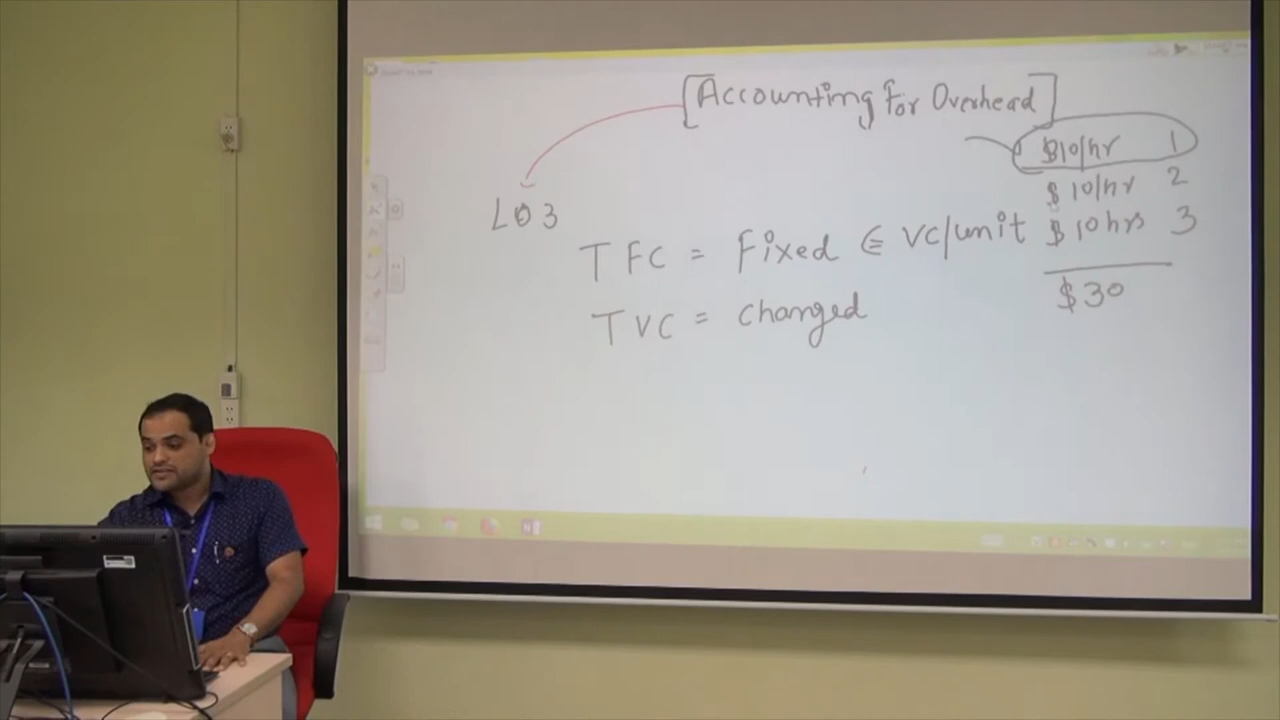 [Accounting For Overhead]
$10/hr 1
$10/hr 2
LO3
TFC = Fixed ∈ VC/unit $10hrs 3
$30
TVC = changed